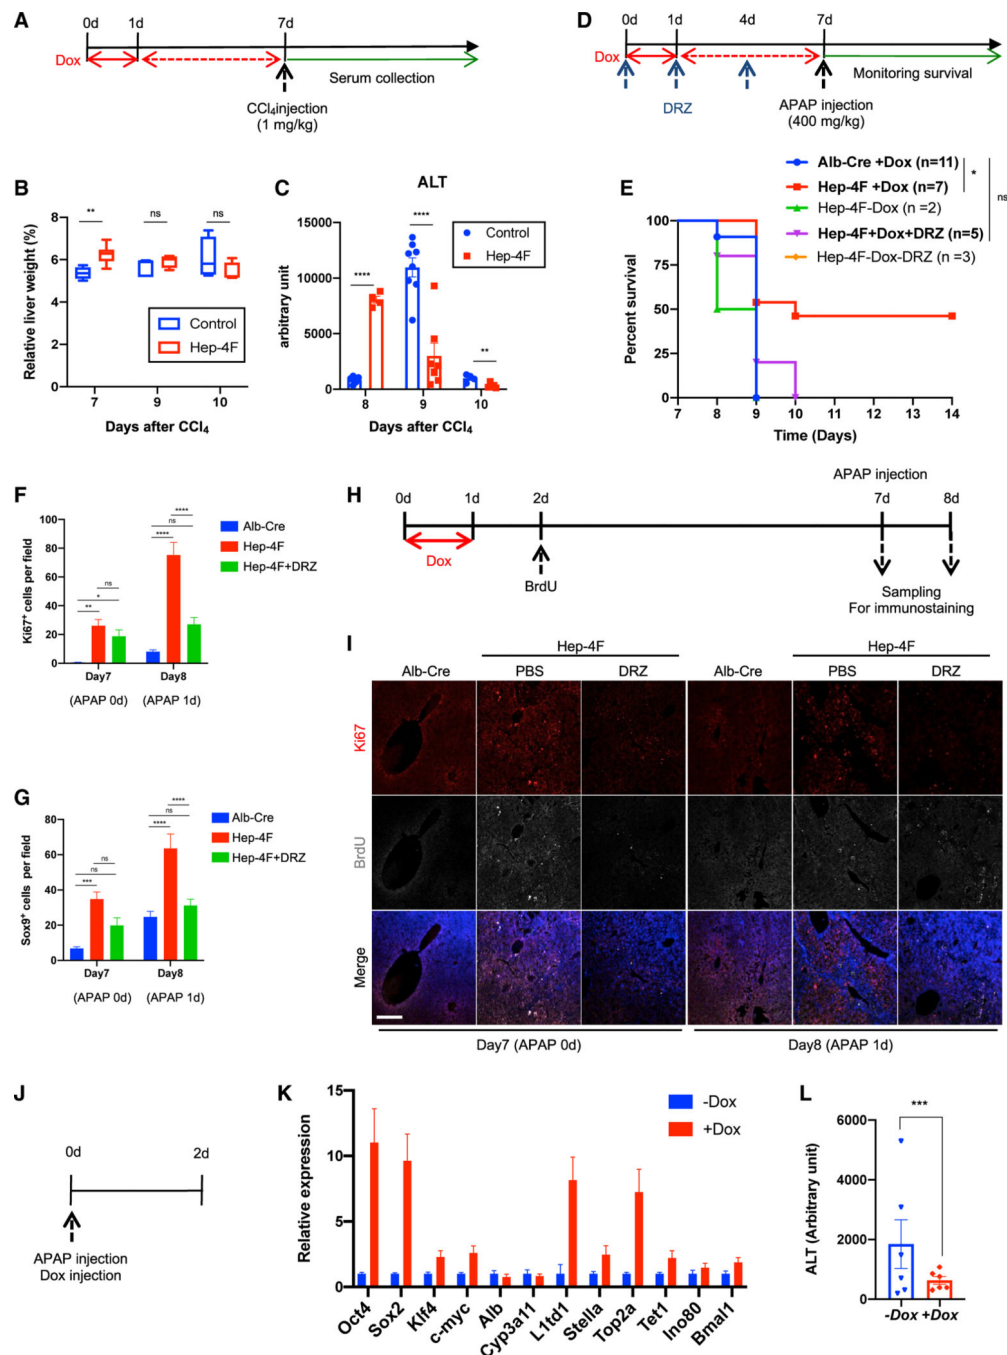 A
0d 1d 7d
Dox
Serum collection
CCl₄injection
(1 mg/kg)
D
0d 1d 4d 7d
Dox
DRZ
Monitoring survival
APAP injection
(400 mg/kg)
B
Relative liver weight (%)
8
6
4
2
0
** ns ns
Control
Hep-4F
7 9 10
Days after CCl₄
C
ALT
arbitrary unit
15000
10000
5000
0
**** **** **
Control
Hep-4F
8 9 10
Days after CCl₄
E
Alb-Cre +Dox (n=11)
Hep-4F +Dox (n=7)
Hep-4F-Dox (n =2)
Hep-4F+Dox+DRZ (n=5)
Hep-4F-Dox-DRZ (n =3)
*
ns
Percent survival
100
75
50
25
0
7 8 9 10 11 12 13 14
Time (Days)
F
Ki67⁺ cells per field
100
80
60
40
20
0
ns
*
**
****
ns
****
Alb-Cre
Hep-4F
Hep-4F+DRZ
Day7 Day8
(APAP 0d) (APAP 1d)
G
Sox9⁺ cells per field
80
60
40
20
0
ns
ns
***
****
ns
****
Alb-Cre
Hep-4F
Hep-4F+DRZ
Day7 Day8
(APAP 0d) (APAP 1d)
H
APAP injection
0d 1d 2d 7d 8d
Dox
BrdU
Sampling
For immunostaining
I
Hep-4F Hep-4F
Alb-Cre PBS DRZ Alb-Cre PBS DRZ
Ki67
BrdU
Merge
Day7 (APAP 0d) Day8 (APAP 1d)
J
0d 2d
APAP injection
Dox injection
K
Relative expression
15
10
5
0
-Dox
+Dox
Oct4 Sox2 Klf4 c-myc Alb Cyp3a11 L1td1 Stella Top2a Tet1 Ino80 Bmal1
L
ALT (Arbitrary unit)
6000
4000
2000
0
***
-Dox +Dox